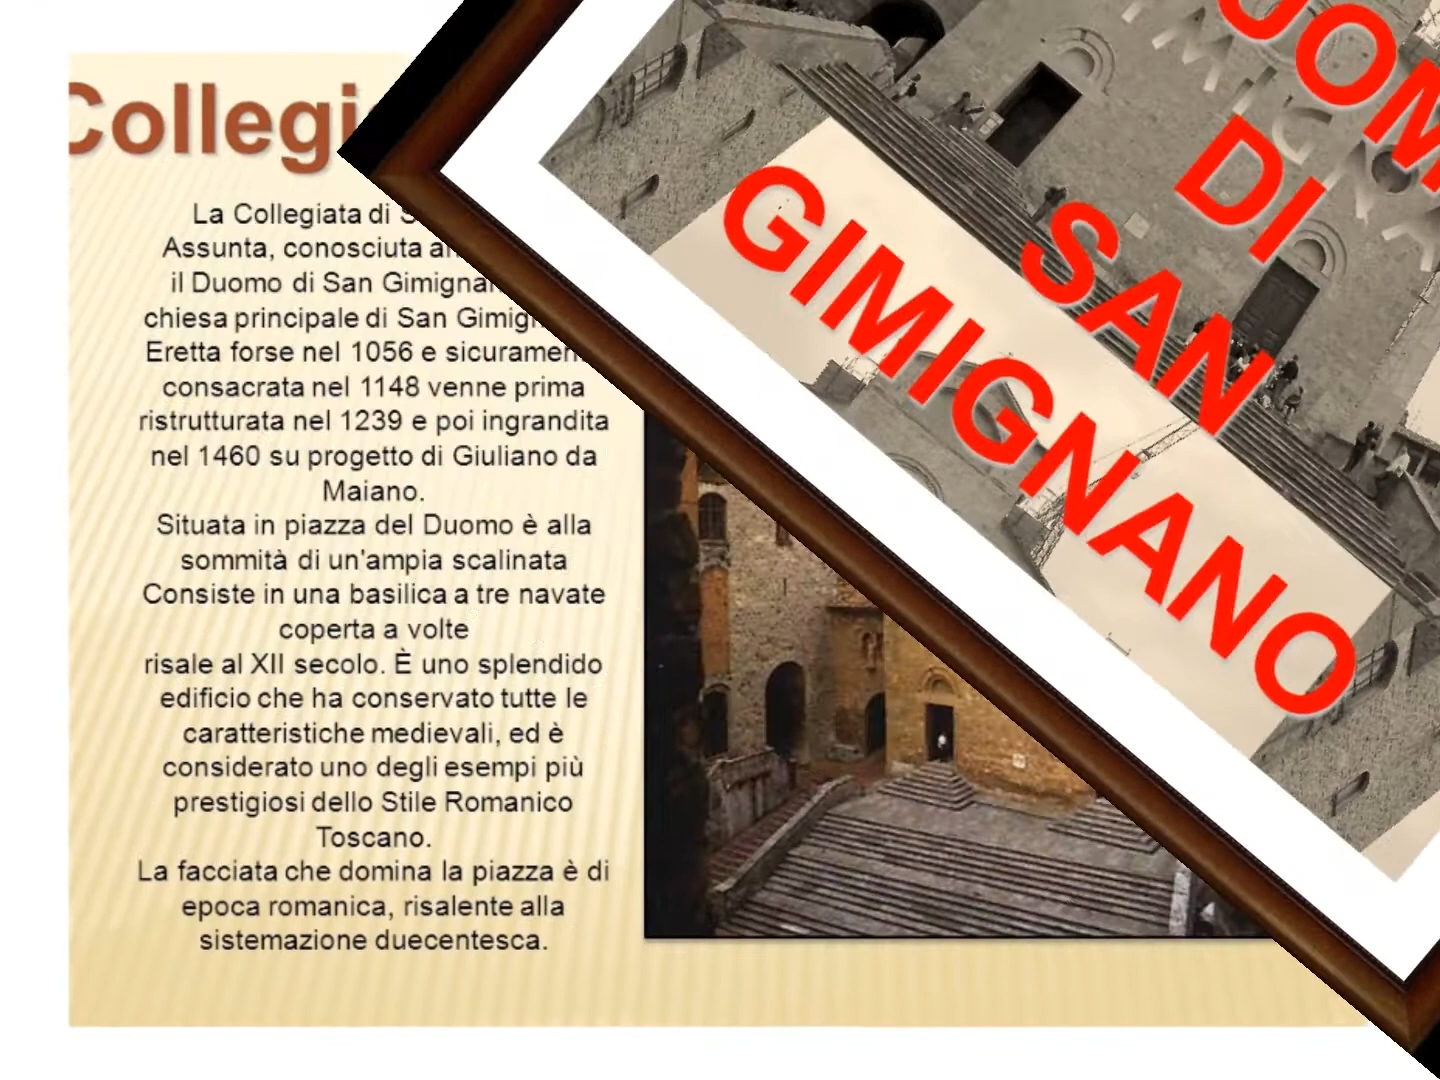 Collegi
La Collegiata di S
Assunta, conosciuta an
il Duomo di San Gimignan
chiesa principale di San Gimign
Eretta forse nel 1056 e sicuramen
consacrata nel 1148 venne prima
ristrutturata nel 1239 e poi ingrandita
nel 1460 su progetto di Giuliano da
Maiano.
Situata in piazza del Duomo è alla
sommità di un'ampia scalinata
Consiste in una basilica a tre navate
coperta a volte
risale al XII secolo. È uno splendido
edificio che ha conservato tutte le
caratteristiche medievali, ed è
considerato uno degli esempi più
prestigiosi dello Stile Romanico
Toscano.
La facciata che domina la piazza è di
epoca romanica, risalente alla
sistemazione duecentesca.
UOM
DI
SAN
GIMIGNANO